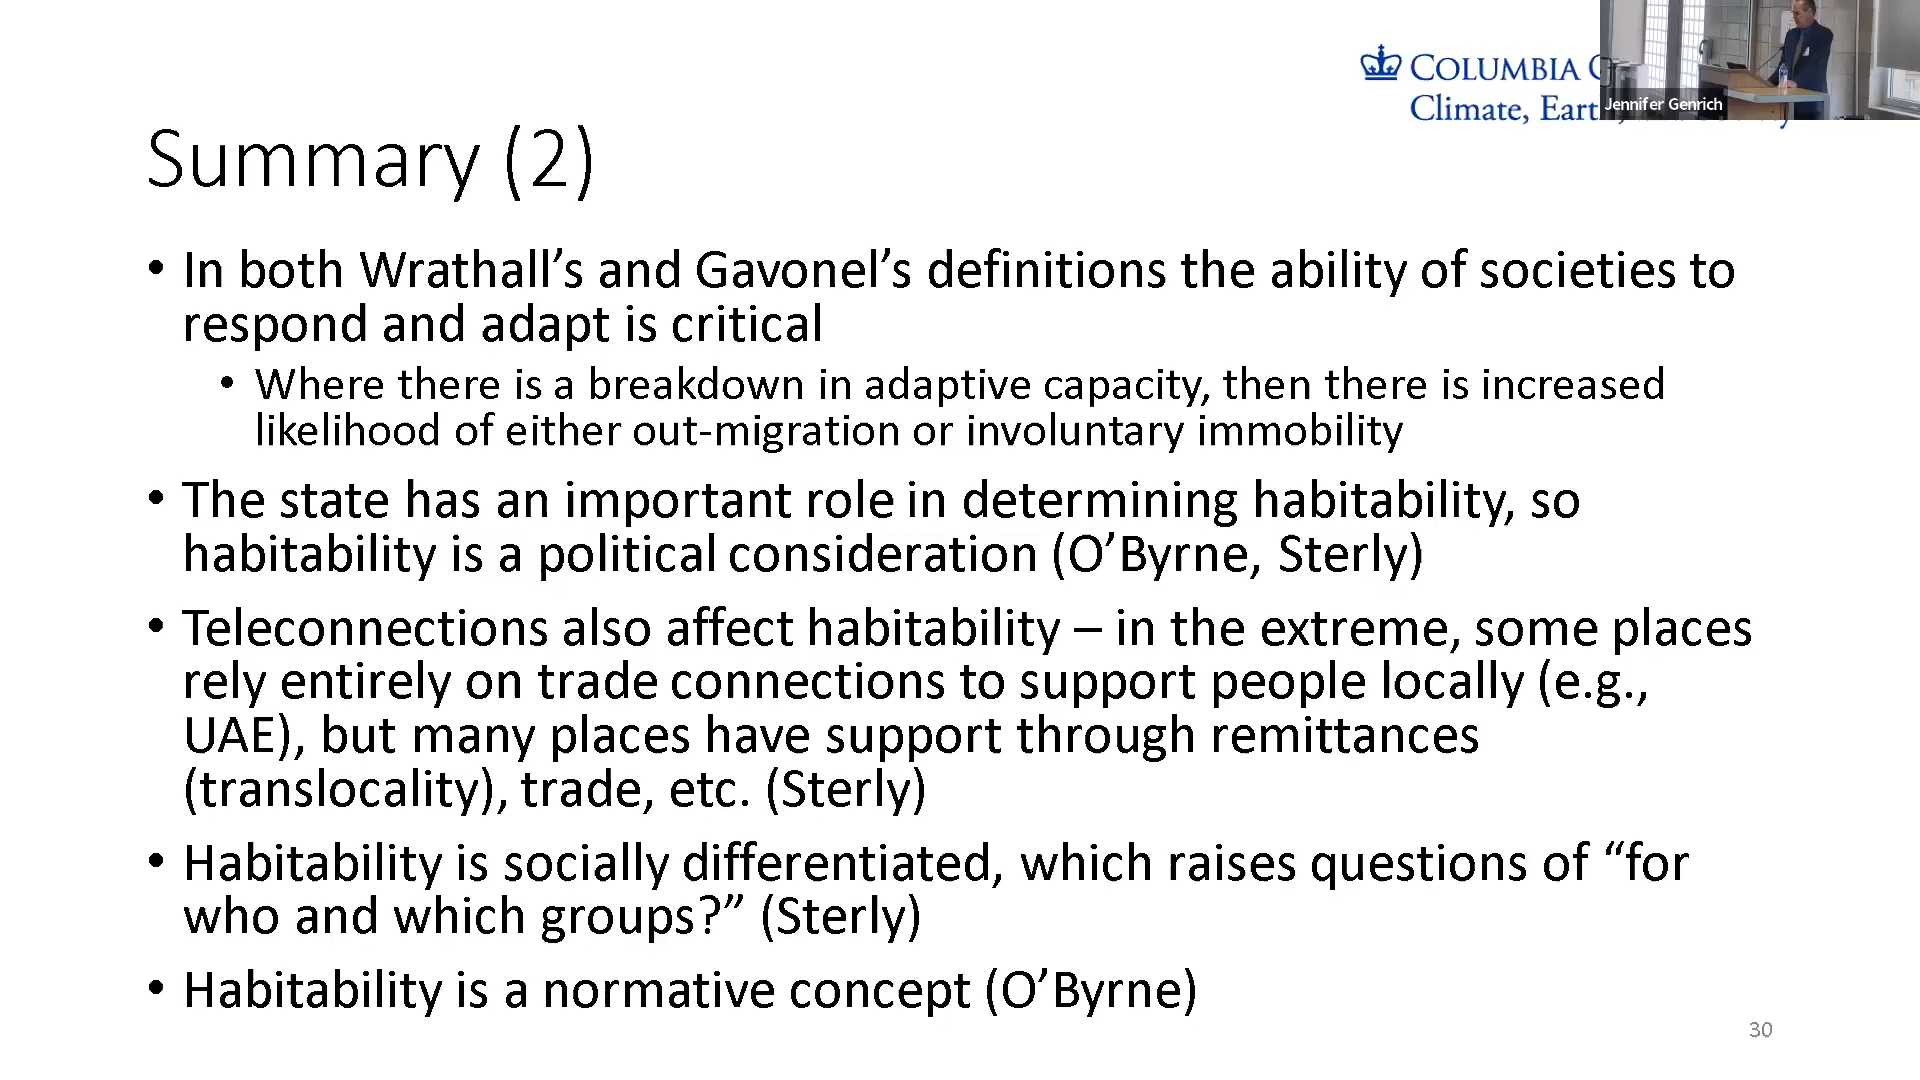 COLUMBIA
Climate, Eart
Jennifer Genrich
Summary (2)
• In both Wrathall’s and Gavonel’s definitions the ability of societies to
respond and adapt is critical
• Where there is a breakdown in adaptive capacity, then there is increased
likelihood of either out-migration or involuntary immobility
• The state has an important role in determining habitability, so
habitability is a political consideration (O’Byrne, Sterly)
• Teleconnections also affect habitability – in the extreme, some places
rely entirely on trade connections to support people locally (e.g.,
UAE), but many places have support through remittances
(translocality), trade, etc. (Sterly)
• Habitability is socially differentiated, which raises questions of “for
who and which groups?” (Sterly)
• Habitability is a normative concept (O’Byrne)
30